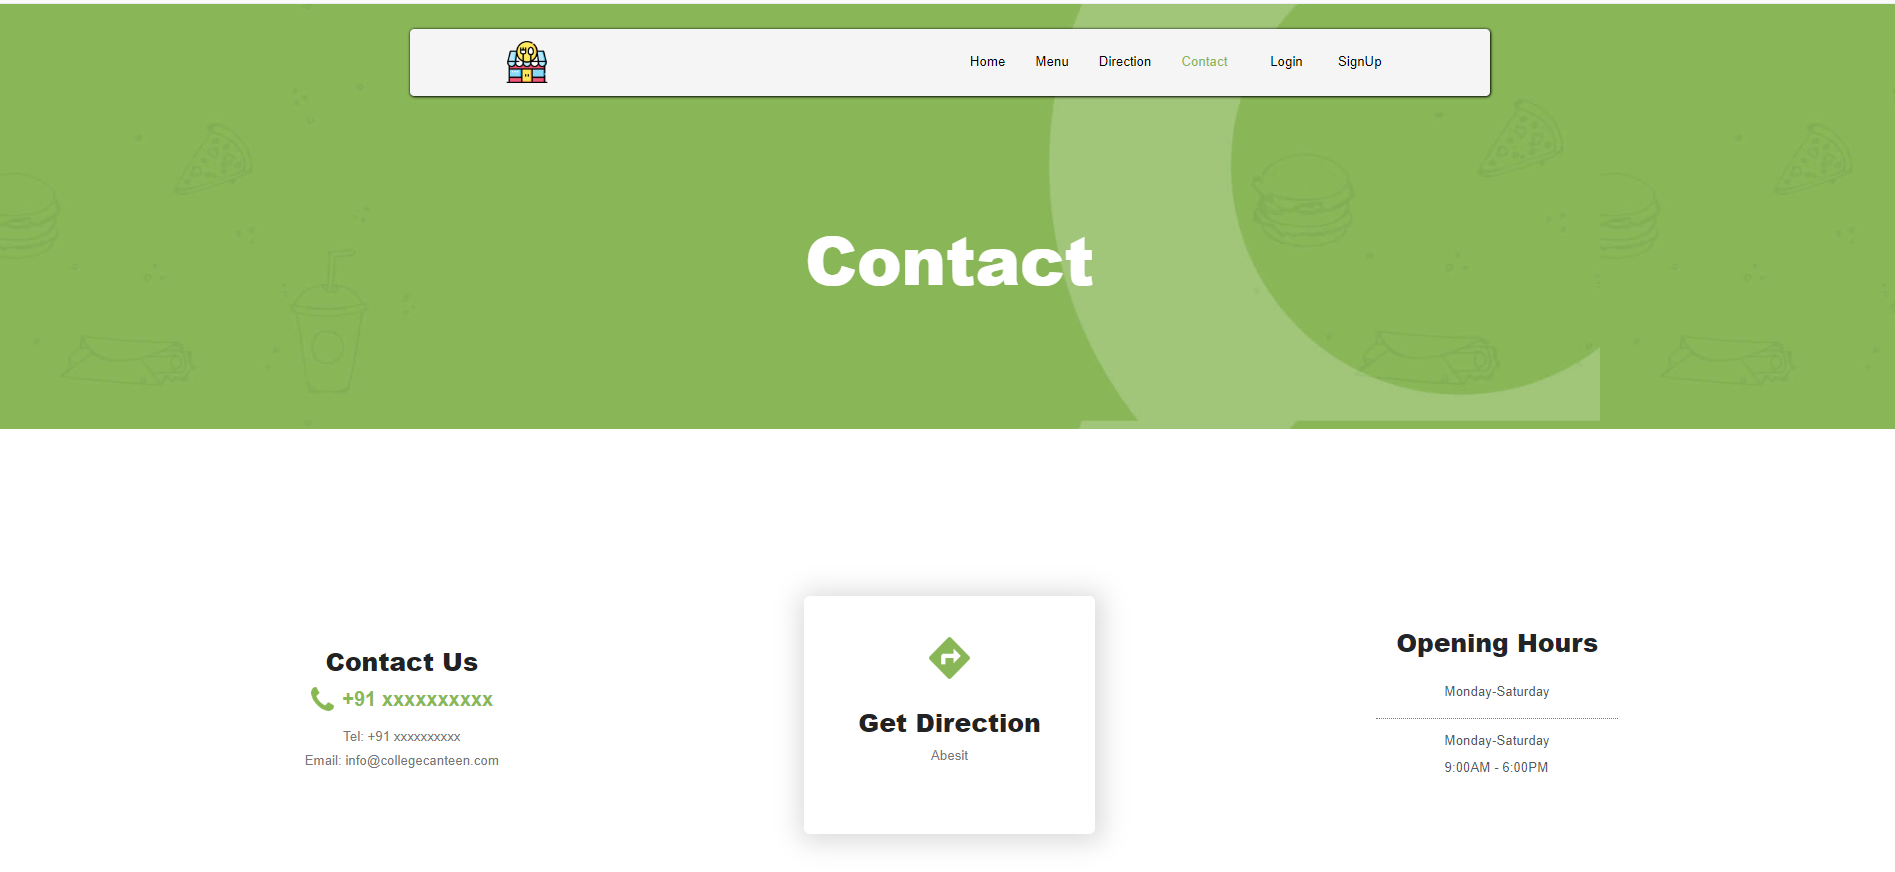 Home Menu Direction Contact Login SignUp
Contact
Contact Us
+91 xxxxxxxxxx
Tel: +91 xxxxxxxxxx
Email: info@collegecanteen.com
Get Direction
Abesit
Opening Hours
Monday-Saturday
Monday-Saturday
9:00AM - 6:00PM